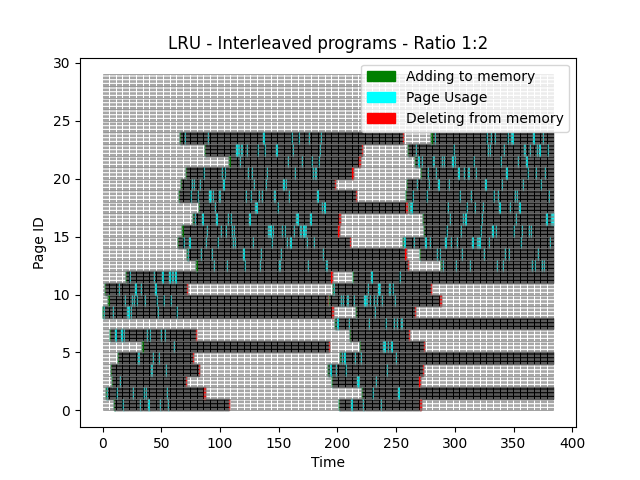 LRU - Interleaved programs - Ratio 1:2
Adding to memory
Page Usage
Deleting from memory
Page ID
30
25
20
15
10
5
0
0 50 100 150 200 250 300 350 400
Time